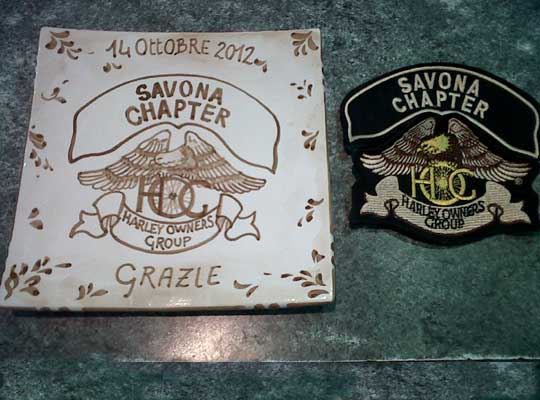 14 OTTOBRE 2012
SAVONA
CHAPTER
HOG
HARLEY OWNERS
GROUP
GRAZIE
SAVONA
CHAPTER
HOG
HARLEY OWNERS
GROUP